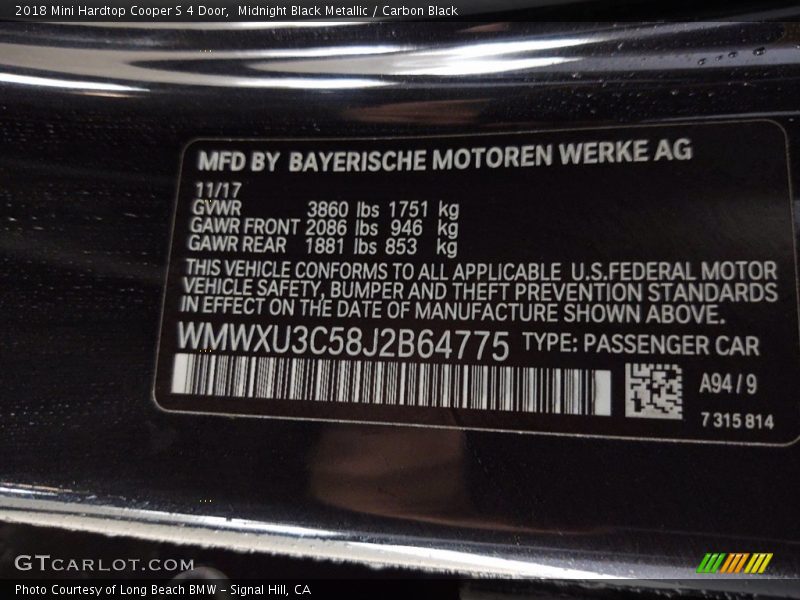 2018 Mini Hardtop Cooper S 4 Door,  Midnight Black Metallic / Carbon Black
MFD BY BAYERISCHE MOTOREN WERKE AG
11/17
GVWR 3860 lbs 1751 kg
GAWR FRONT 2086 lbs 946 kg
GAWR REAR 1881 lbs 853 kg
THIS VEHICLE CONFORMS TO ALL APPLICABLE U.S.FEDERAL MOTOR
VEHICLE SAFETY, BUMPER AND THEFT PREVENTION STANDARDS
IN EFFECT ON THE DATE OF MANUFACTURE SHOWN ABOVE.
WMWXU3C58J2B64775 TYPE: PASSENGER CAR
A94/9
7315814
GTCARLOT.COM
Photo Courtesy of Long Beach BMW - Signal Hill, CA